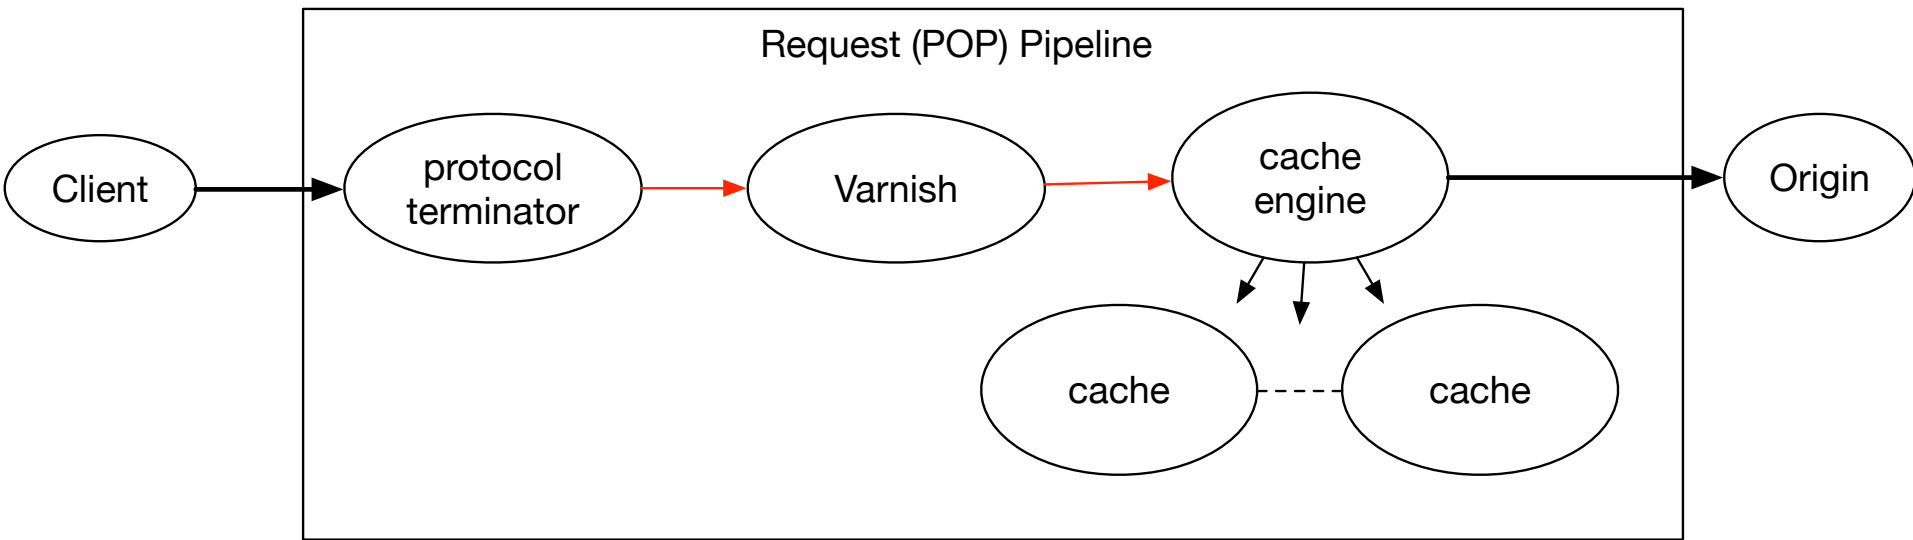 Request (POP) Pipeline
Client
protocol
terminator
Varnish
cache
engine
Origin
cache
cache